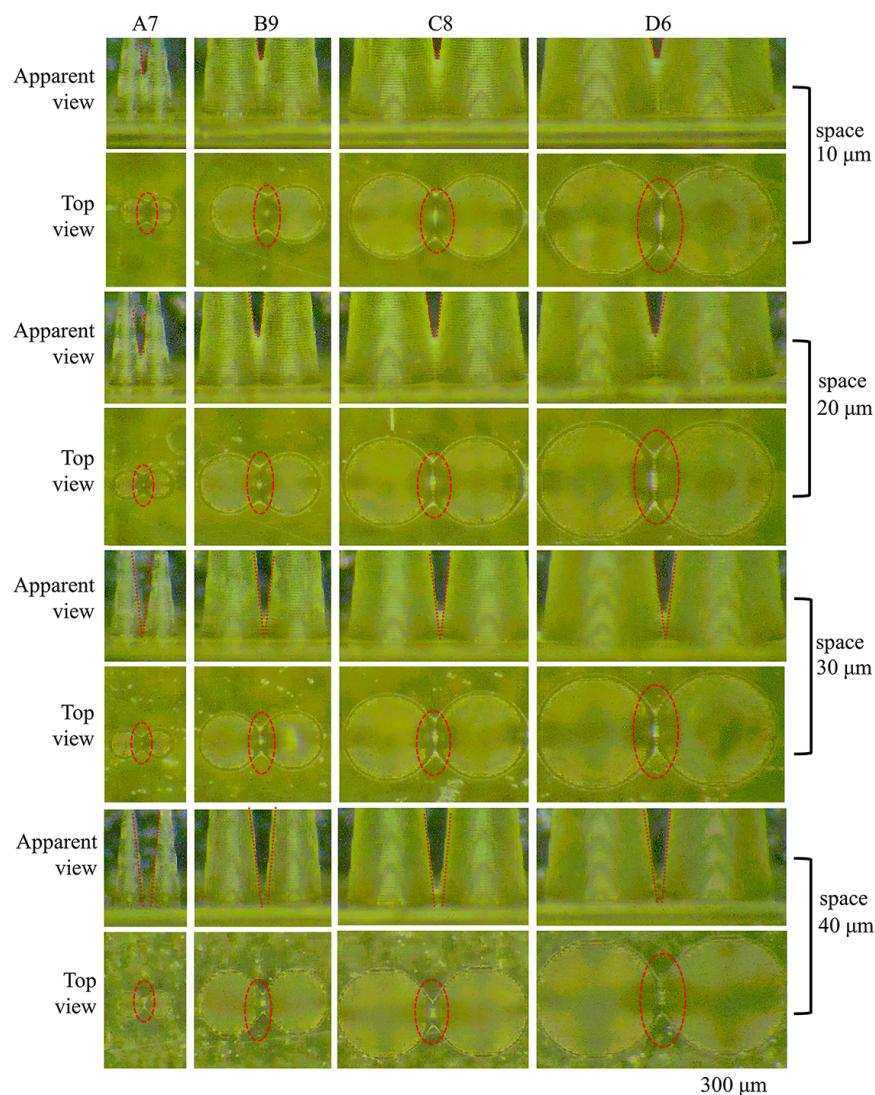 A7 B9 C8 D6
Apparent
view
space
10 μm
Top
view
Apparent
view
space
20 μm
Top
view
Apparent
view
space
30 μm
Top
view
Apparent
view
space
40 μm
Top
view
300 μm